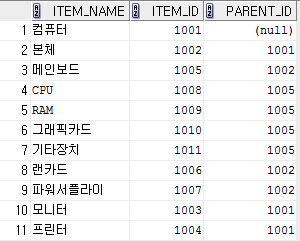 ITEM_NAME ITEM_ID PARENT_ID
1 컴퓨터 1001 (null)
2 본체 1002 1001
3 메인보드 1005 1002
4 CPU 1008 1005
5 RAM 1009 1005
6 그래픽카드 1010 1005
7 기타장치 1011 1005
8 랜카드 1006 1002
9 파워서플라이 1007 1002
10 모니터 1003 1001
11 프린터 1004 1001